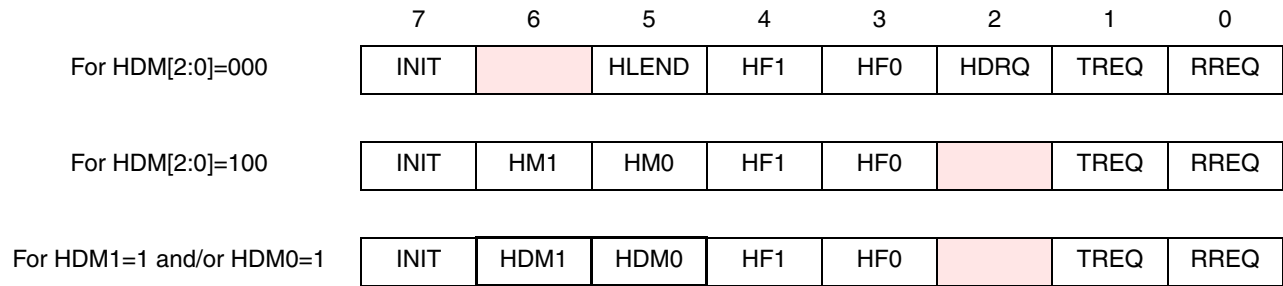 7 6 5 4 3 2 1 0
For HDM[2:0]=000 INIT HLEND HF1 HF0 HDRQ TREQ RREQ
For HDM[2:0]=100 INIT HM1 HM0 HF1 HF0 TREQ RREQ
For HDM1=1 and/or HDM0=1 INIT HDM1 HDM0 HF1 HF0 TREQ RREQ